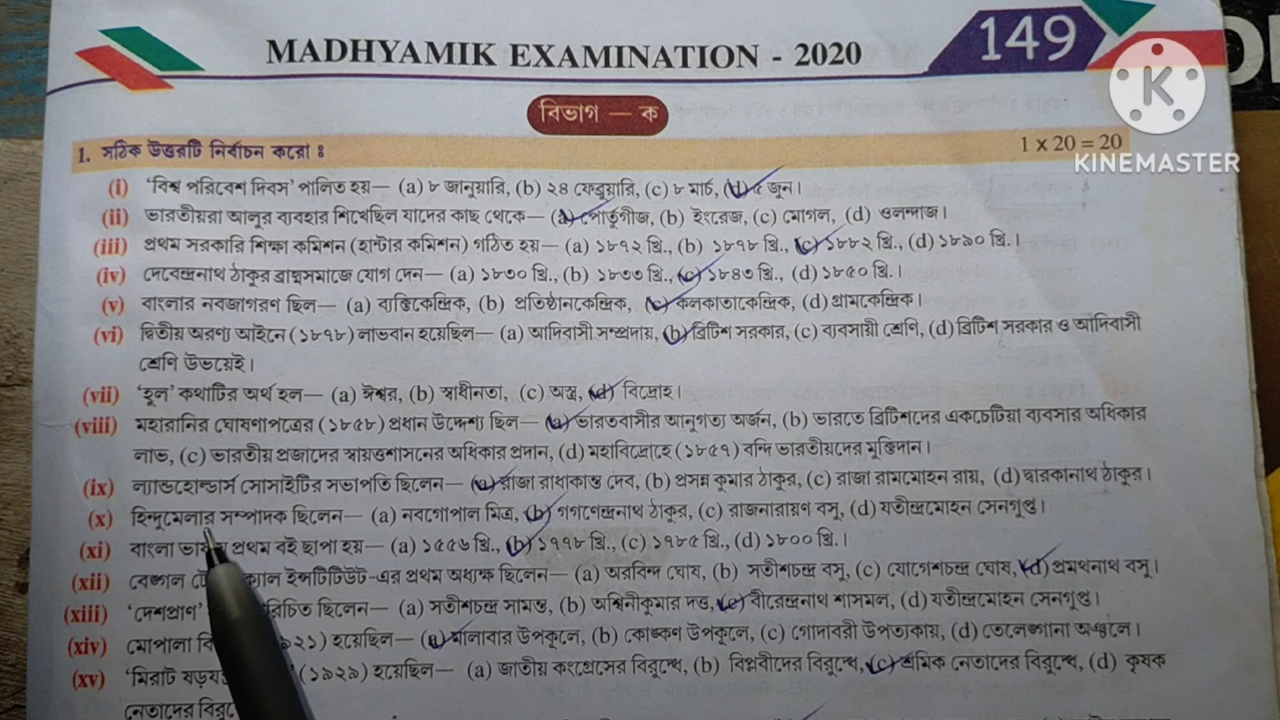 MADHYAMIK EXAMINATION - 2020
149
K
KINEMASTER
বিভাগ — ক
1. সঠিক উত্তরটি নির্বাচন করো ঃ 1 x 20 = 20
(i) ‘বিশ্ব পরিবেশ দিবস’ পালিত হয়— (a) ৮ জানুয়ারি, (b) ২৪ ফেব্রুয়ারি, (c) ৮ মার্চ, (d) ৫ জুন।
(ii) ভারতীয়রা আলুর ব্যবহার শিখেছিল যাদের কাছ থেকে— (a) পোর্তুগীজ, (b) ইংরেজ, (c) মোগল, (d) ওলন্দাজ।
(iii) প্রথম সরকারি শিক্ষা কমিশন (হান্টার কমিশন) গঠিত হয়— (a) ১৮৭২ খ্রি., (b) ১৮৭৮ খ্রি., (c) ১৮৮২ খ্রি., (d) ১৮৯০ খ্রি.।
(iv) দেবেন্দ্রনাথ ঠাকুর ব্রাহ্মসমাজে যোগ দেন— (a) ১৮৩০ খ্রি., (b) ১৮৩৩ খ্রি., (c) ১৮৪৩ খ্রি., (d) ১৮৫০ খ্রি.।
(v) বাংলার নবজাগরণ ছিল— (a) ব্যক্তিকেন্দ্রিক, (b) প্রতিষ্ঠানকেন্দ্রিক, (c) কলকাতাকেন্দ্রিক, (d) গ্রামকেন্দ্রিক।
(vi) দ্বিতীয় অরণ্য আইনে (১৮৭৮) লাভবান হয়েছিল— (a) আদিবাসী সম্প্রদায়, (b) ব্রিটিশ সরকার, (c) ব্যবসায়ী শ্রেণি, (d) ব্রিটিশ সরকার ও আদিবাসী
শ্রেণি উভয়েই।
(vii) ‘হুল’ কথাটির অর্থ হল— (a) ঈশ্বর, (b) স্বাধীনতা, (c) অস্ত্র, (d) বিদ্রোহ।
(viii) মহারানির ঘোষণাপত্রের (১৮৫৮) প্রধান উদ্দেশ্য ছিল— (a) ভারতবাসীর আনুগত্য অর্জন, (b) ভারতে ব্রিটিশদের একচেটিয়া ব্যবসার অধিকার
লাভ, (c) ভারতীয় প্রজাদের স্বায়ত্তশাসনের অধিকার প্রদান, (d) মহাবিদ্রোহে (১৮৫৭) বন্দি ভারতীয়দের মুক্তিদান।
(ix) ল্যান্ডহোল্ডার্স সোসাইটির সভাপতি ছিলেন— (a) রাজা রাধাকান্ত দেব, (b) প্রসন্ন কুমার ঠাকুর, (c) রাজা রামমোহন রায়, (d) দ্বারকানাথ ঠাকুর।
(x) হিন্দুমেলার সম্পাদক ছিলেন— (a) নবগোপাল মিত্র, (b) গগণেন্দ্রনাথ ঠাকুর, (c) রাজনারায়ণ বসু, (d) যতীন্দ্রমোহন সেনগুপ্ত।
(xi) বাংলা প্রথম বই ছাপা হয়— (a) ১৫৫৬ খ্রি., (b) ১৭৭৮ খ্রি., (c) ১৭৮৫ খ্রি., (d) ১৮০০ খ্রি.।
(xii) বেঙ্গল ইন্সটিটিউট-এর প্রথম অধ্যক্ষ ছিলেন— (a) অরবিন্দ ঘোষ, (b) সতীশচন্দ্র বসু, (c) যোগেশচন্দ্র ঘোষ, (d) প্রমথনাথ বসু।
(xiii) ‘দেশপ্রাণ’ ছিলেন— (a) সতীশচন্দ্র সামন্ত, (b) অশ্বিনীকুমার দত্ত, (c) বীরেন্দ্রনাথ শাসমল, (d) যতীন্দ্রমোহন সেনগুপ্ত।
(xiv) মোপালা হয়েছিল— (a) মালাবার উপকূলে, (b) কোঙ্কণ উপকূলে, (c) গোদাবরী উপত্যকায়, (d) তেলেঙ্গানা অঞ্চলে।
(xv) ‘মিরাট (১৯২৯) হয়েছিল— (a) জাতীয় কংগ্রেসের বিরুদ্ধে, (b) বিপ্লবীদের বিরুদ্ধে, (c) শ্রমিক নেতাদের বিরুদ্ধে, (d) কৃষক
নেতাদের